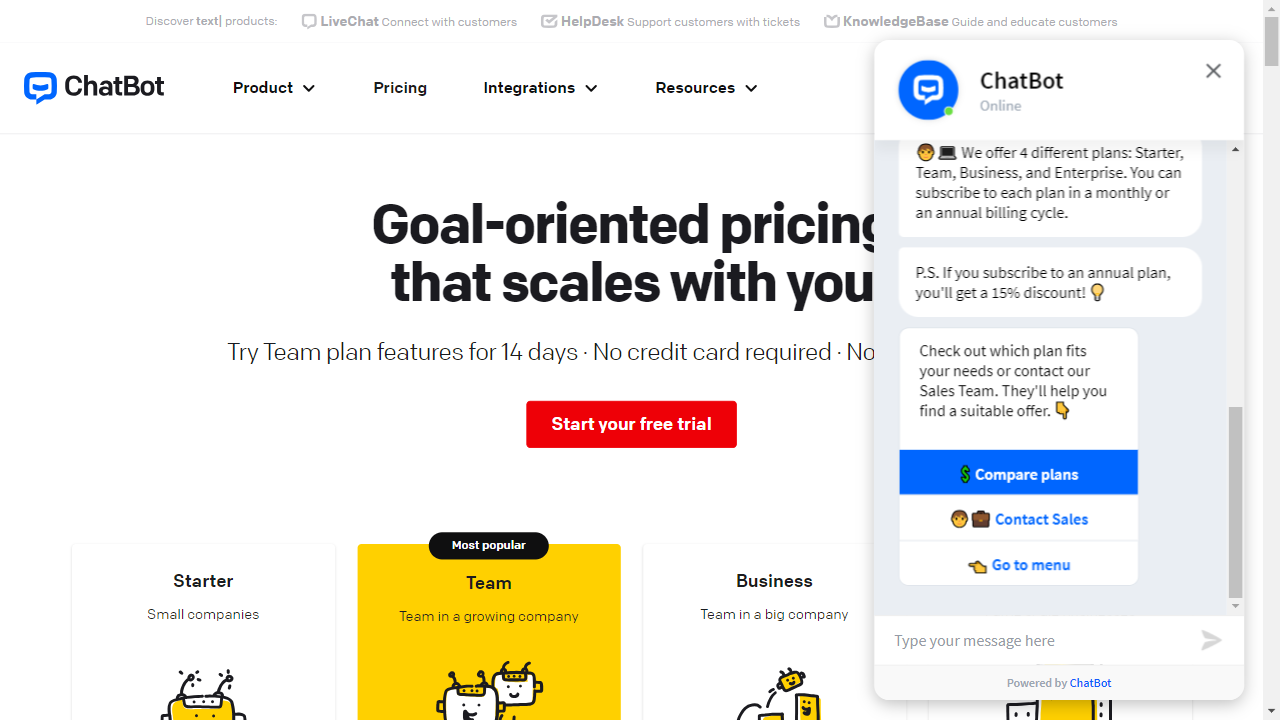 Discover text| products:
LiveChat Connect with customers
HelpDesk Support customers with tickets
KnowledgeBase Guide and educate customers
ChatBot
Product
Pricing
Integrations
Resources
Goal-oriented pricing
that scales with you
Try Team plan features for 14 days · No credit card required · No
Start your free trial
Most popular
Starter
Small companies
Team
Team in a growing company
Business
Team in a big company
ChatBot
Online
We offer 4 different plans: Starter,
Team, Business, and Enterprise. You can
subscribe to each plan in a monthly or
an annual billing cycle.
P.S. If you subscribe to an annual plan,
you'll get a 15% discount!
Check out which plan fits
your needs or contact our
Sales Team. They'll help you
find a suitable offer.
Compare plans
Contact Sales
Go to menu
Type your message here
Powered by ChatBot